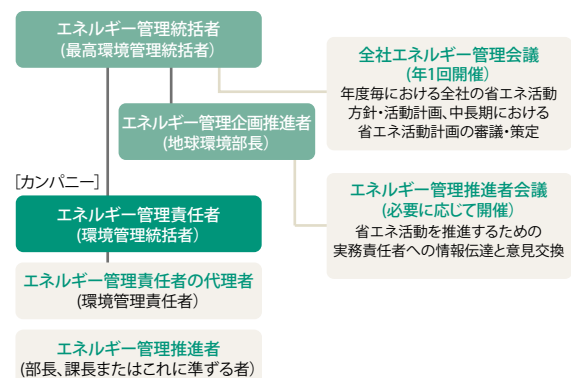 エネルギー管理統括者
(最高環境管理統括者)
全社エネルギー管理会議
(年1回開催)
年度毎における全社の省エネ活動
方針・活動計画、中長期における
省エネ活動計画の審議・策定
エネルギー管理企画推進者
(地球環境部長)
[カンパニー]
エネルギー管理責任者
(環境管理統括者)
エネルギー管理推進者会議
(必要に応じて開催)
省エネ活動を推進するための
実務責任者への情報伝達と意見交換
エネルギー管理責任者の代理者
(環境管理責任者)
エネルギー管理推進者
(部長、課長またはこれに準ずる者)